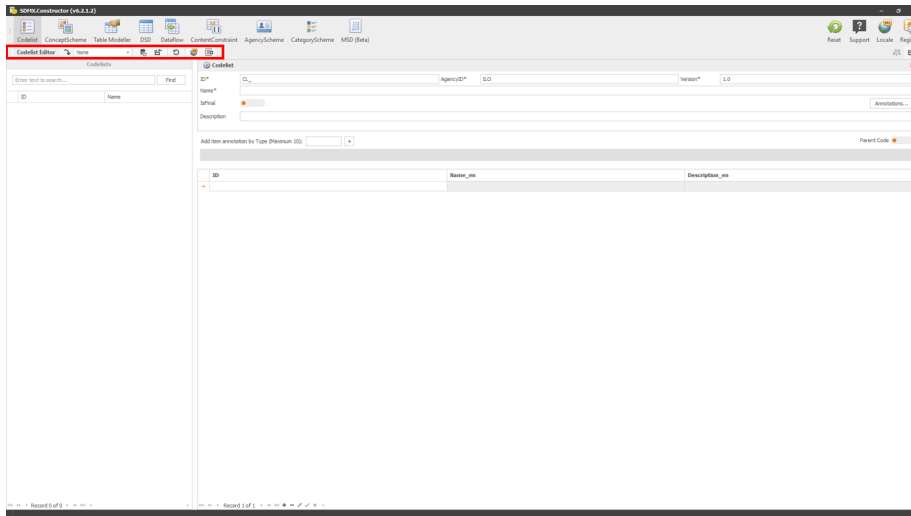 SDMX.Constructor (v6.2.1.2)
Codelist ConceptScheme Table Modeller DSD Dataflow ContentConstraint AgencyScheme CategoryScheme MSD (Beta) Reset Support Locale Regi
Codelist Editor None
Codelists Codelist
ID* CL_ AgencyID* ILO Version* 1.0
Enter text to search... Find
Name*
ID Name
IsFinal Annotations...
Description
Add item annotation by Type (Maximum 10): + Parent Code
ID Name_en Description_en
Record 0 of 0 Record 1 of 1